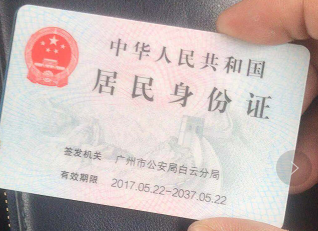 中华人民共和国
居民身份证
签发机关 广州市公安局白云分局
有效期限 2017.05.22-2037.05.22